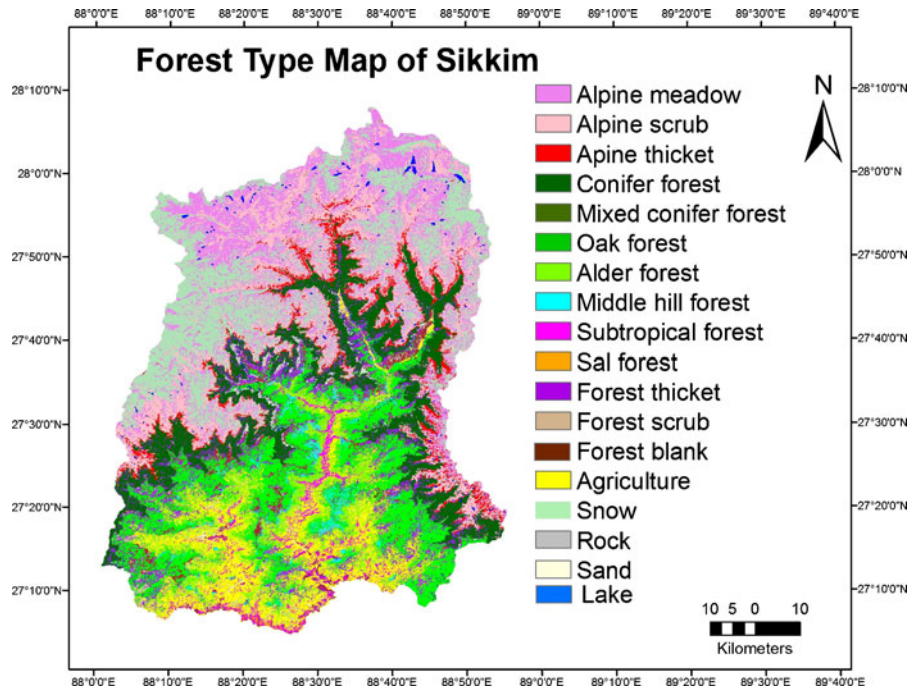 88°0'0"E 88°10'0"E 88°20'0"E 88°30'0"E 88°40'0"E 88°50'0"E 89°0'0"E 89°10'0"E 89°20'0"E 89°30'0"E 89°40'0"E
Forest Type Map of Sikkim
28°10'0"N
28°0'0"N
27°50'0"N
27°40'0"N
27°30'0"N
27°20'0"N
27°10'0"N
Alpine meadow
Alpine scrub
Apine thicket
Conifer forest
Mixed conifer forest
Oak forest
Alder forest
Middle hill forest
Subtropical forest
Sal forest
Forest thicket
Forest scrub
Forest blank
Agriculture
Snow
Rock
Sand
Lake
N
28°10'0"N
28°0'0"N
27°50'0"N
27°40'0"N
27°30'0"N
27°20'0"N
27°10'0"N
10 5 0 10
Kilometers
88°0'0"E 88°10'0"E 88°20'0"E 88°30'0"E 88°40'0"E 88°50'0"E 89°0'0"E 89°10'0"E 89°20'0"E 89°30'0"E 89°40'0"E